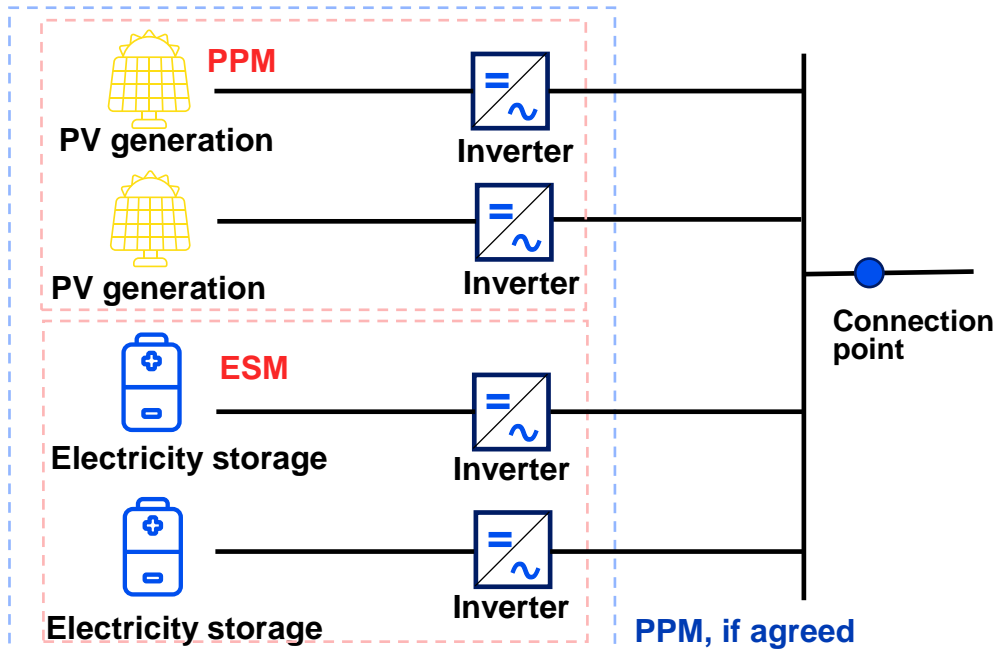 PPM
PV generation
Inverter
PV generation
Inverter
Connection
point
ESM
Electricity storage
Inverter
Electricity storage
Inverter
PPM, if agreed